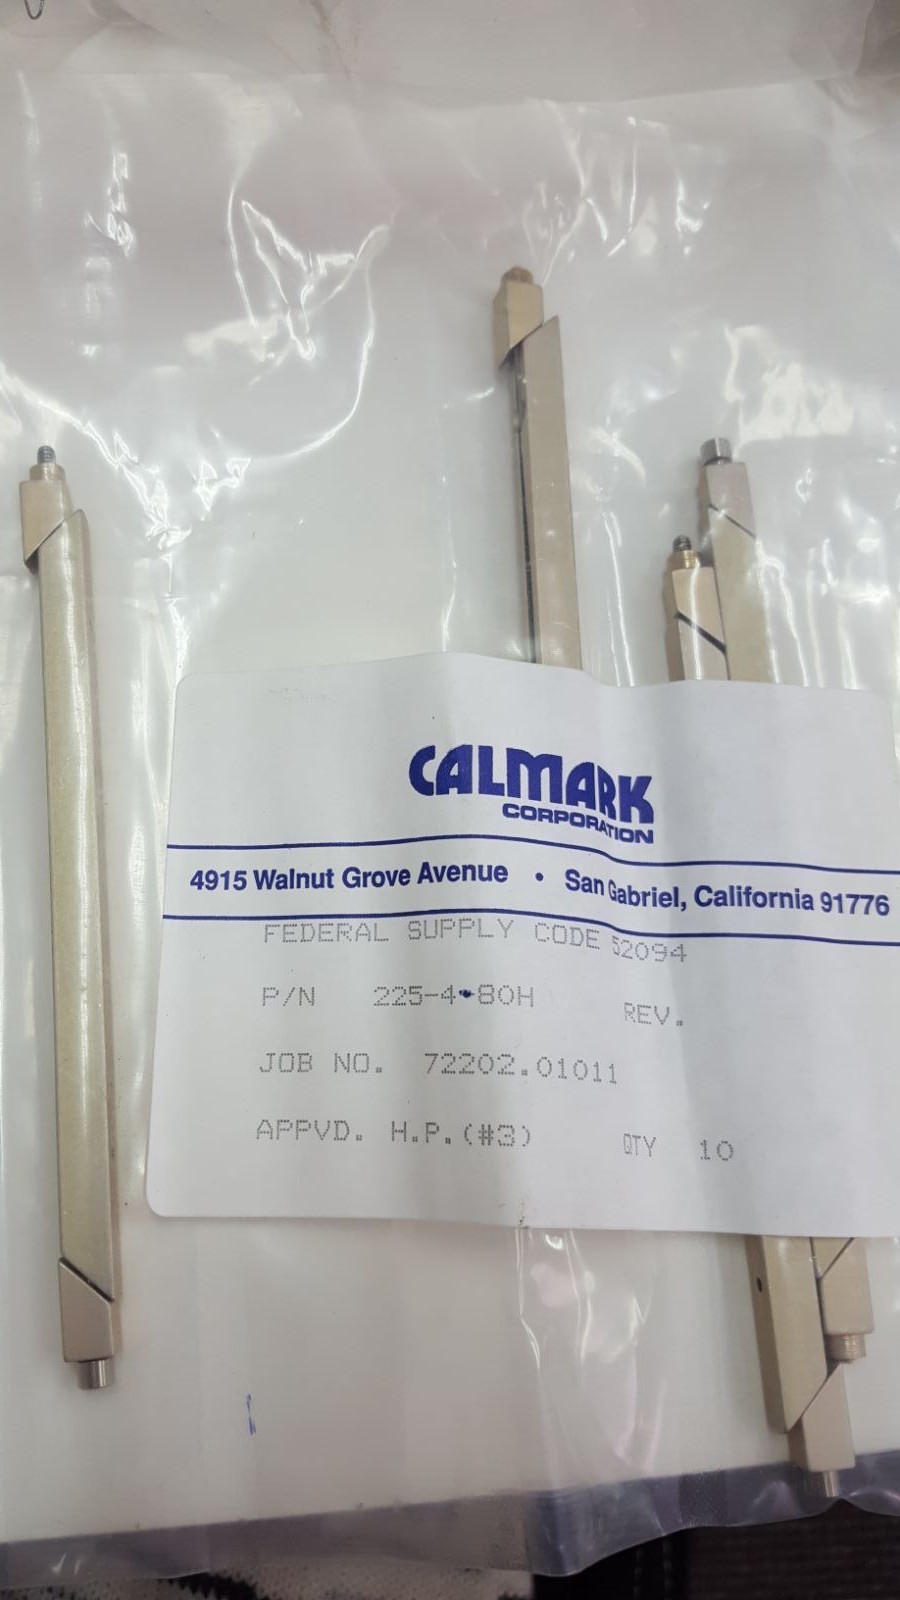 CALMARK
CORPORATION
4915 Walnut Grove Avenue • San Gabriel, California 91776
FEDERAL SUPPLY CODE 52094
P/N 225-4-80H REV.
JOB NO. 72202.01011
APPVD. H.P.(#3) QTY 10